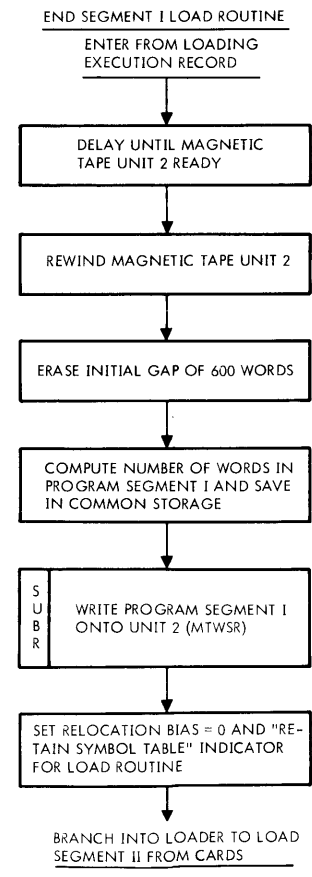 END SEGMENT I LOAD ROUTINE
ENTER FROM LOADING
EXECUTION RECORD
DELAY UNTIL MAGNETIC
TAPE UNIT 2 READY
REWIND MAGNETIC TAPE UNIT 2
ERASE INITIAL GAP OF 600 WORDS
COMPUTE NUMBER OF WORDS IN
PROGRAM SEGMENT I AND SAVE
IN COMMON STORAGE
S
U
B
R
WRITE PROGRAM SEGMENT I
ONTO UNIT 2 (MTWSR)
SET RELOCATION BIAS = 0 AND "RE-
TAIN SYMBOL TABLE" INDICATOR
FOR LOAD ROUTINE
BRANCH INTO LOADER TO LOAD
SEGMENT II FROM CARDS